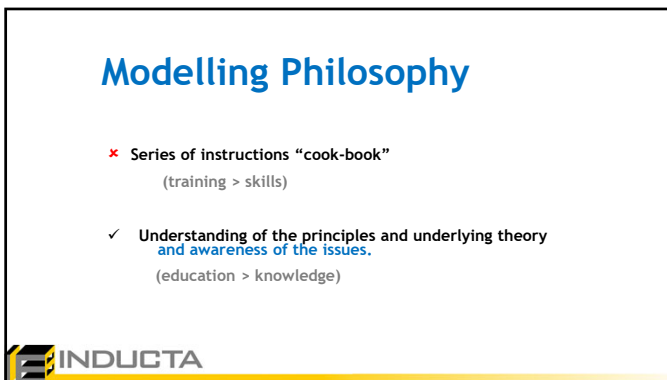 Modelling Philosophy
× Series of instructions “cook-book”
(training > skills)
✓ Understanding of the principles and underlying theory
and awareness of the issues.
(education > knowledge)
INDUCTA